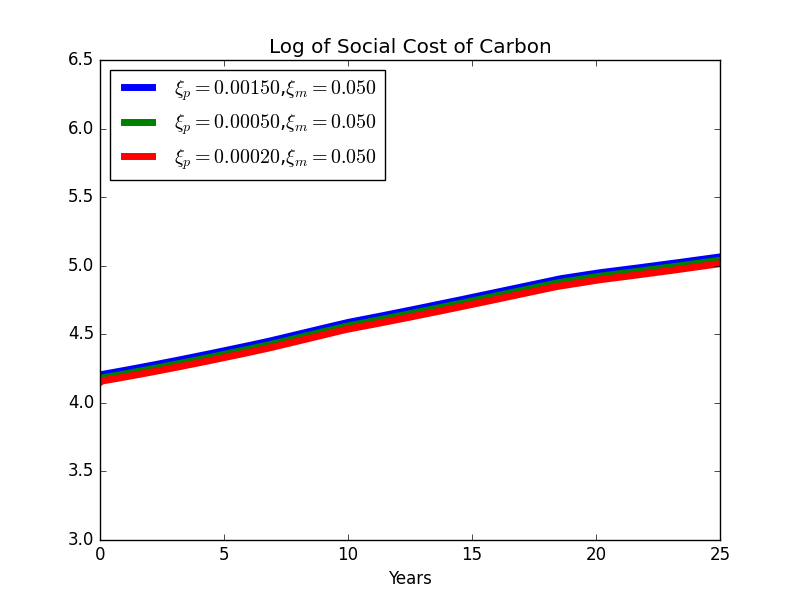 Log of Social Cost of Carbon
6.5
6.0
5.5
5.0
4.5
4.0
3.5
3.0
ξₚ = 0.00150,ξₘ = 0.050
ξₚ = 0.00050,ξₘ = 0.050
ξₚ = 0.00020,ξₘ = 0.050
0 5 10 15 20 25
Years